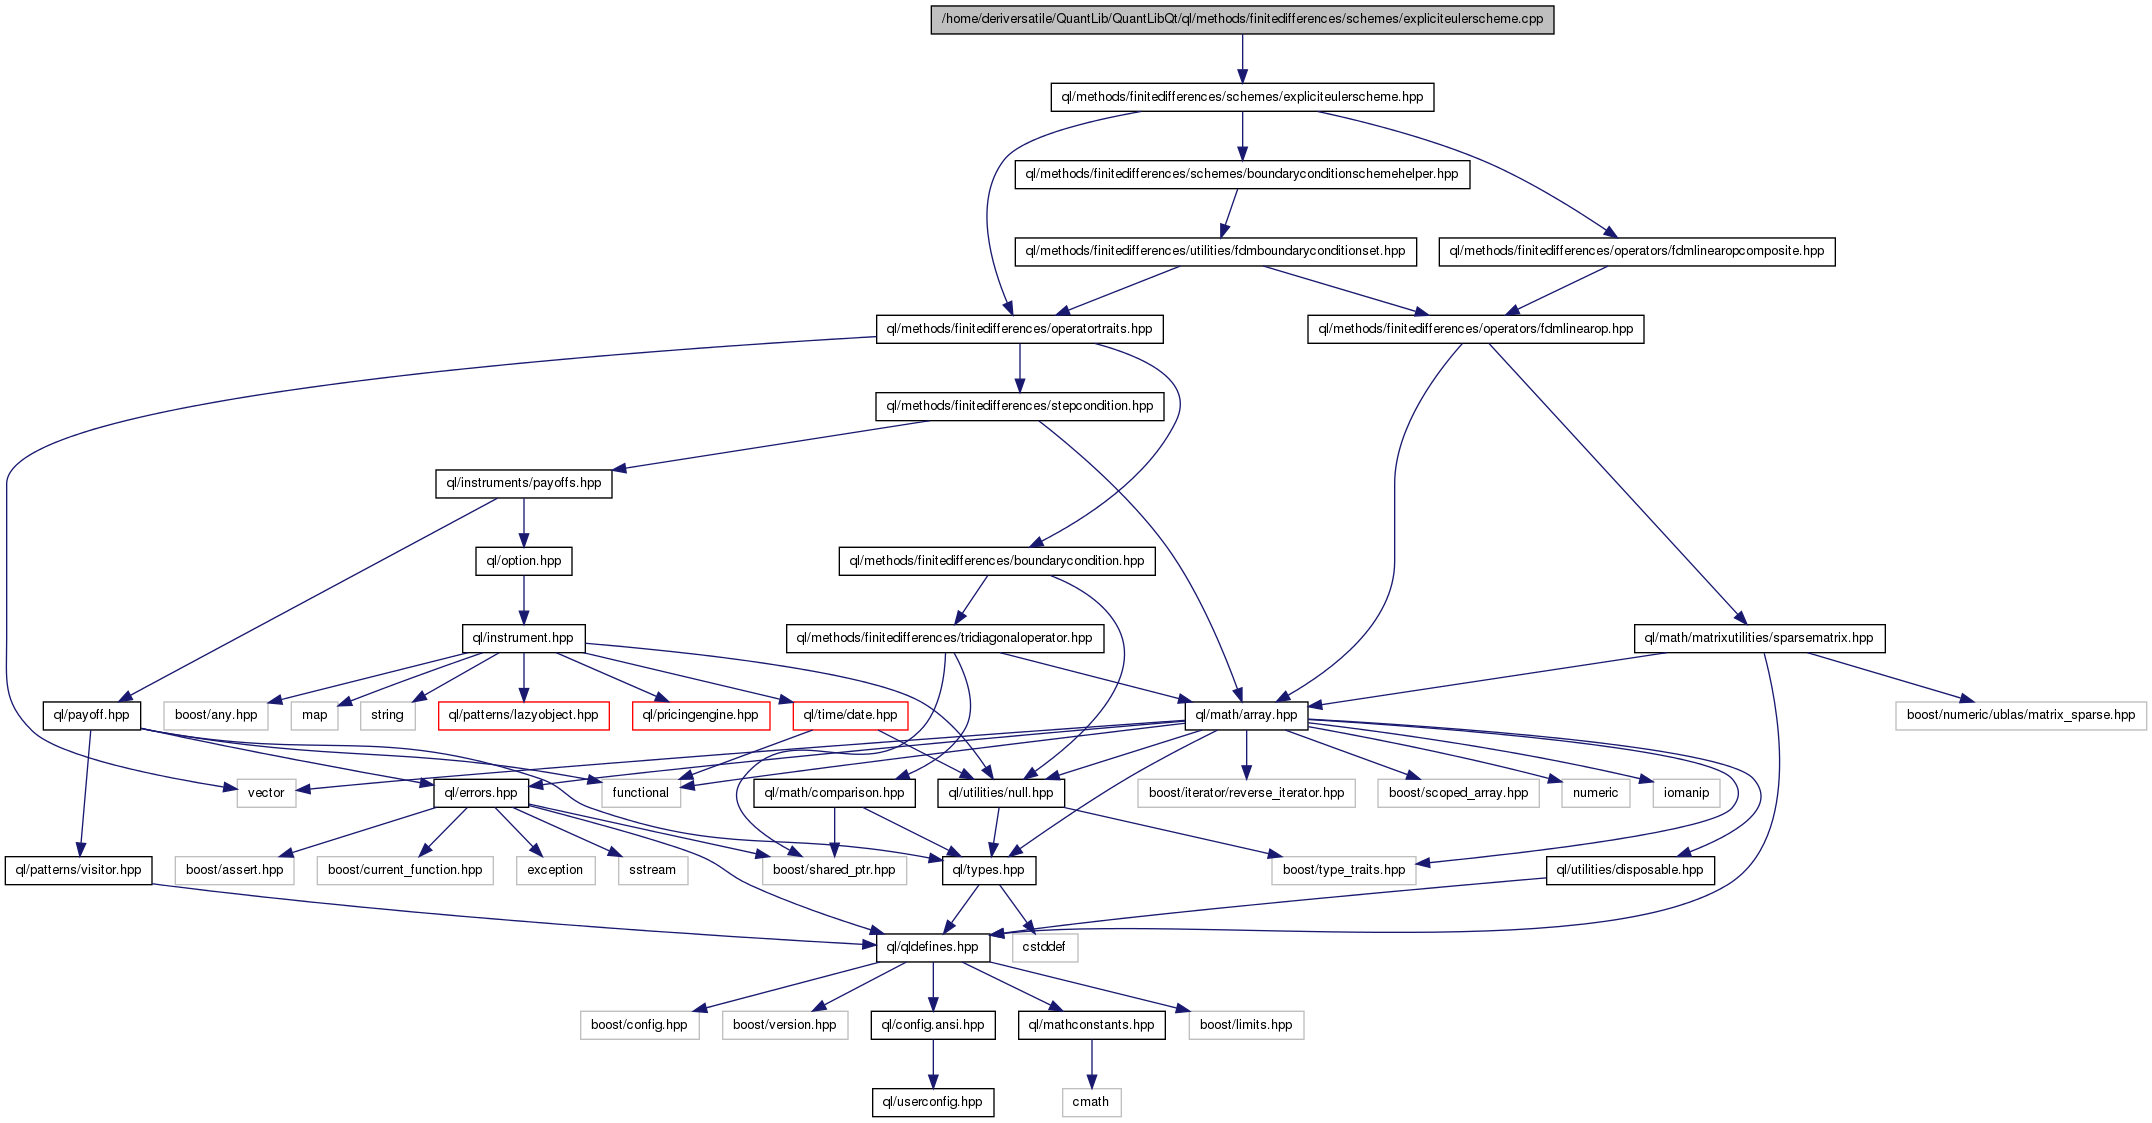 /home/deriversatile/QuantLib/QuantLibQt/ql/methods/finitedifferences/schemes/expliciteulerscheme.cpp
ql/methods/finitedifferences/schemes/expliciteulerscheme.hpp
ql/methods/finitedifferences/schemes/boundaryconditionschemehelper.hpp
ql/methods/finitedifferences/utilities/fdmboundaryconditionset.hpp
ql/methods/finitedifferences/operators/fdmlinearopcomposite.hpp
ql/methods/finitedifferences/operatortraits.hpp
ql/methods/finitedifferences/operators/fdmlinearop.hpp
ql/methods/finitedifferences/stepcondition.hpp
ql/instruments/payoffs.hpp
ql/option.hpp
ql/methods/finitedifferences/boundarycondition.hpp
ql/instrument.hpp
ql/methods/finitedifferences/tridiagonaloperator.hpp
ql/math/matrixutilities/sparsematrix.hpp
ql/payoff.hpp
boost/any.hpp
map
string
ql/patterns/lazyobject.hpp
ql/pricingengine.hpp
ql/time/date.hpp
ql/math/array.hpp
boost/numeric/ublas/matrix_sparse.hpp
vector
ql/errors.hpp
functional
ql/math/comparison.hpp
ql/utilities/null.hpp
boost/iterator/reverse_iterator.hpp
boost/scoped_array.hpp
numeric
iomanip
ql/patterns/visitor.hpp
boost/assert.hpp
boost/current_function.hpp
exception
sstream
boost/shared_ptr.hpp
ql/types.hpp
boost/type_traits.hpp
ql/utilities/disposable.hpp
ql/qldefines.hpp
cstddef
boost/config.hpp
boost/version.hpp
ql/config.ansi.hpp
ql/mathconstants.hpp
boost/limits.hpp
ql/userconfig.hpp
cmath